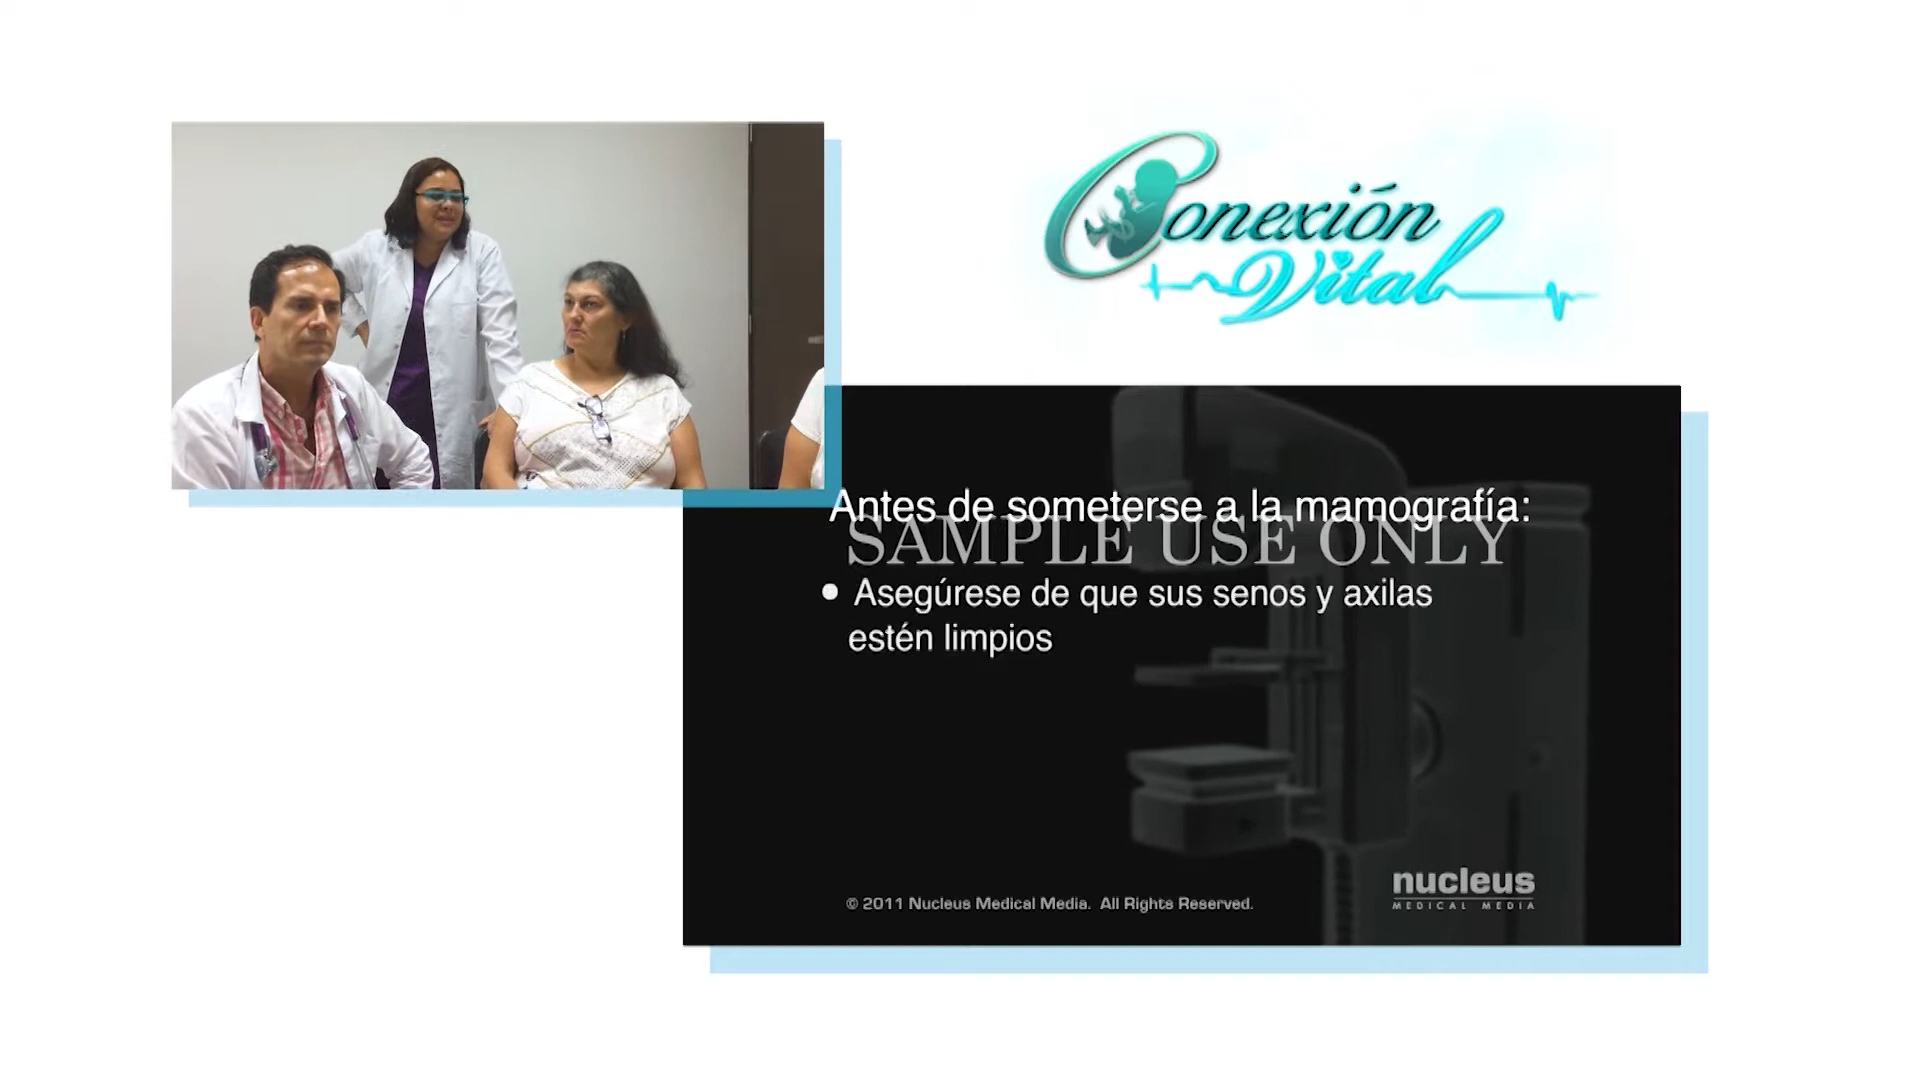 Conexión
Vital
Antes de someterse a la mamografía:
SAMPLE USE ONLY
• Asegúrese de que sus senos y axilas
estén limpios
© 2011 Nucleus Medical Media. All Rights Reserved.
nucleus
MEDICAL MEDIA